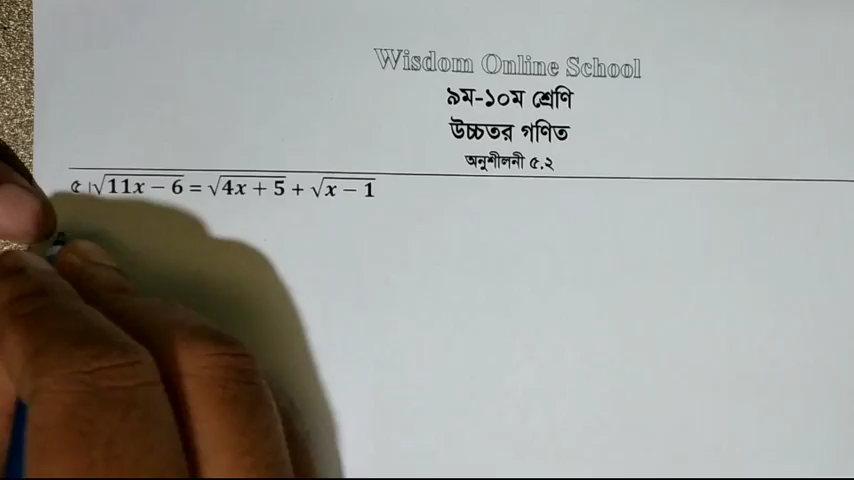 Wisdom Online School
৯ম-১০ম শ্রেণি
উচ্চতর গণিত
অনুশীলনী ৫.২
৫।√11x − 6 = √4x + 5 + √x − 1